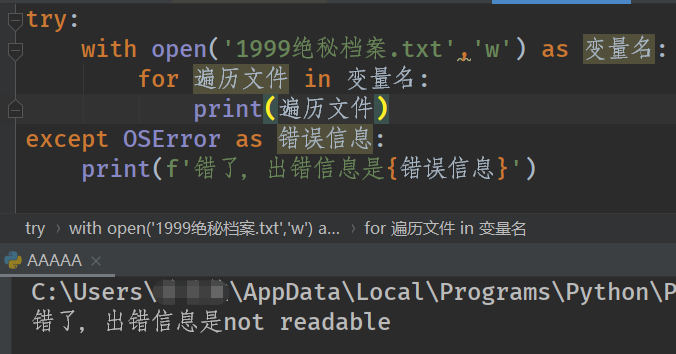 try:
with open('1999绝秘档案.txt','w') as 变量名:
for 遍历文件 in 变量名:
print(遍历文件)
except OSError as 错误信息:
print(f'错了, 出错信息是{错误信息}')
try › with open('1999绝秘档案.txt','w') a... › for 遍历文件 in 变量名
AAAAA ×
C:\Users\ \AppData\Local\Programs\Python\P
错了, 出错信息是not readable